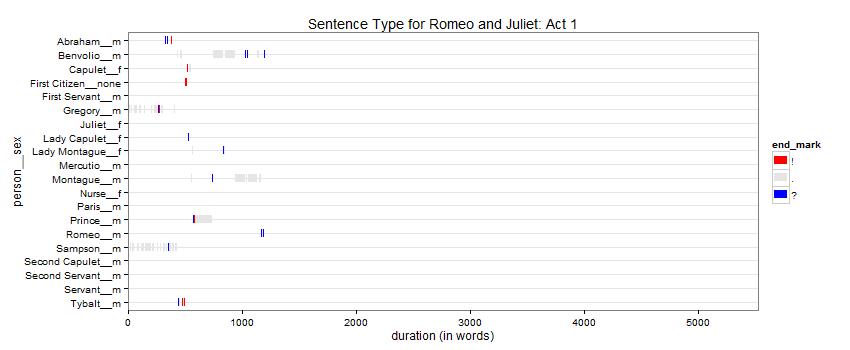 Sentence Type for Romeo and Juliet: Act 1
Abraham__m
Benvolio__m
Capulet__f
First Citizen__none
First Servant__m
Gregory__m
Juliet__f
Lady Capulet__f
Lady Montague__f
Mercutio__m
Montague__m
Nurse__f
Paris__m
Prince__m
Romeo__m
Sampson__m
Second Capulet__m
Second Servant__m
Servant__m
Tybalt__m
person__sex
0 1000 2000 3000 4000 5000
duration (in words)
end_mark
!
.
?